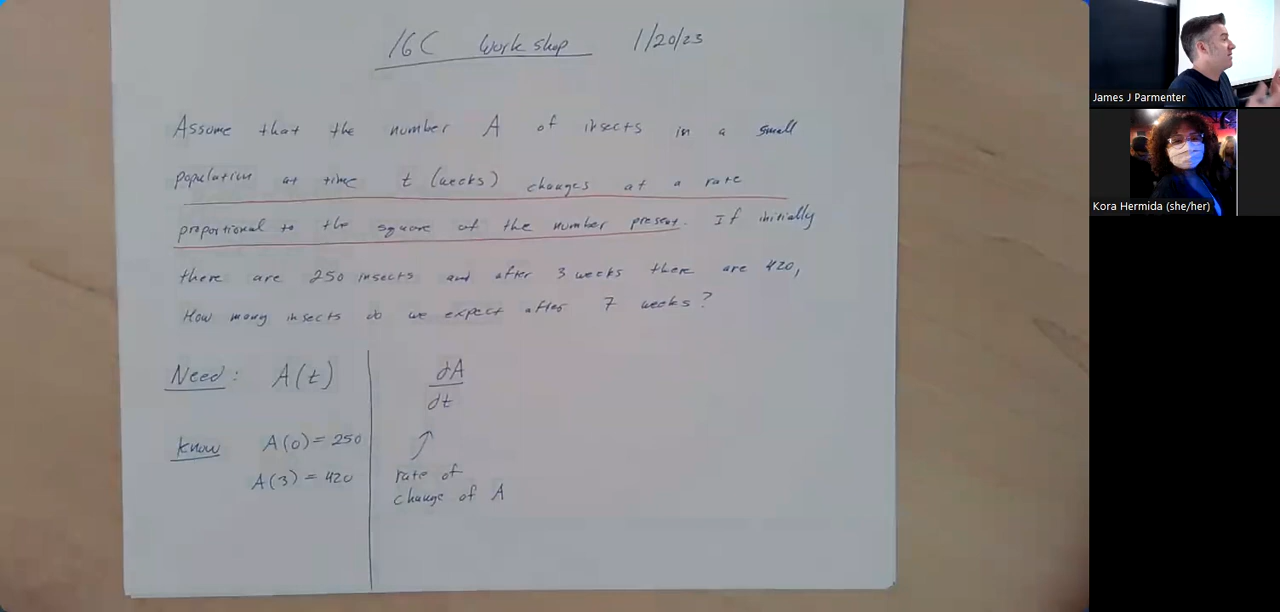 16C Workshop 1/20/23
Assume that the number A of insects in a small
population at time t (weeks) changes at a rate
proportional to the square of the number present. If initially
there are 250 insects and after 3 weeks there are 420,
How many insects do we expect after 7 weeks?
Need: A(t)
Know A(0) = 250
A(3) = 420
dA
dt
rate of
change of A
James J Parmenter
Kora Hermida (she/her)